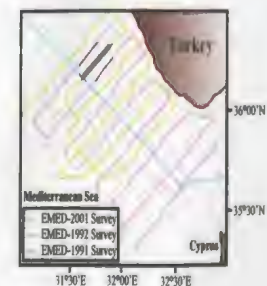 Turkey
36°00'N
Mediterranean Sea
EMED-2001 Survey
35°30'N
EMED-1992 Survey
EMED-1991 Survey
Cyprus
31°30'E 32°00'E 32°30'E